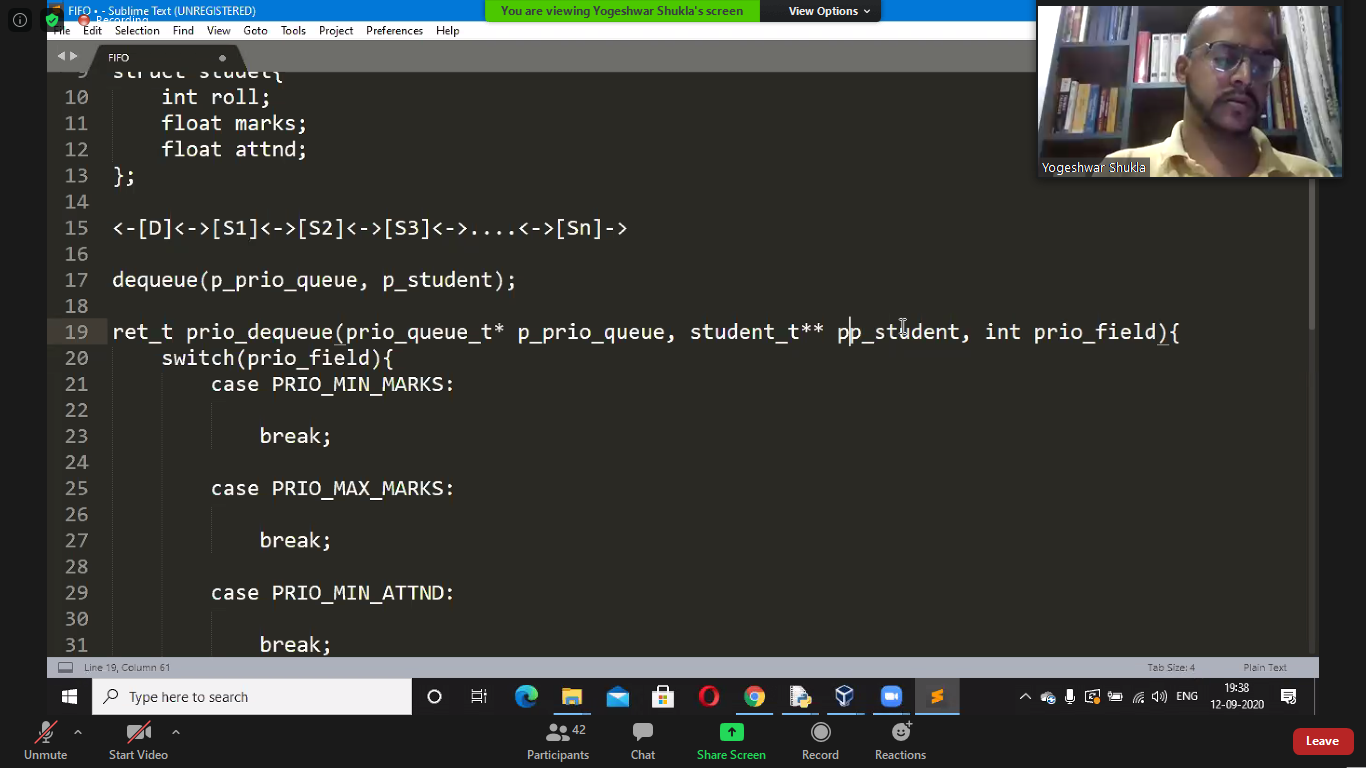 FIFO • - Sublime Text (UNREGISTERED)
You are viewing Yogeshwar Shukla's screen
View Options
Recording
File Edit Selection Find View Goto Tools Project Preferences Help
FIFO
Yogeshwar Shukla
9 struct studet{
10 int roll;
11 float marks;
12 float attnd;
13 };
14
15 <-[D]<->[S1]<->[S2]<->[S3]<->....<->[Sn]->
16
17 dequeue(p_prio_queue, p_student);
18
19 ret_t prio_dequeue(prio_queue_t* p_prio_queue, student_t** pp_student, int prio_field){
20 switch(prio_field){
21 case PRIO_MIN_MARKS:
22
23 break;
24
25 case PRIO_MAX_MARKS:
26
27 break;
28
29 case PRIO_MIN_ATTND:
30
31 break;
Line 19, Column 61
Tab Size: 4
Plain Text
Type here to search
ENG
19:38
12-09-2020
42
Unmute
Start Video
Participants
Chat
Share Screen
Record
Reactions
Leave